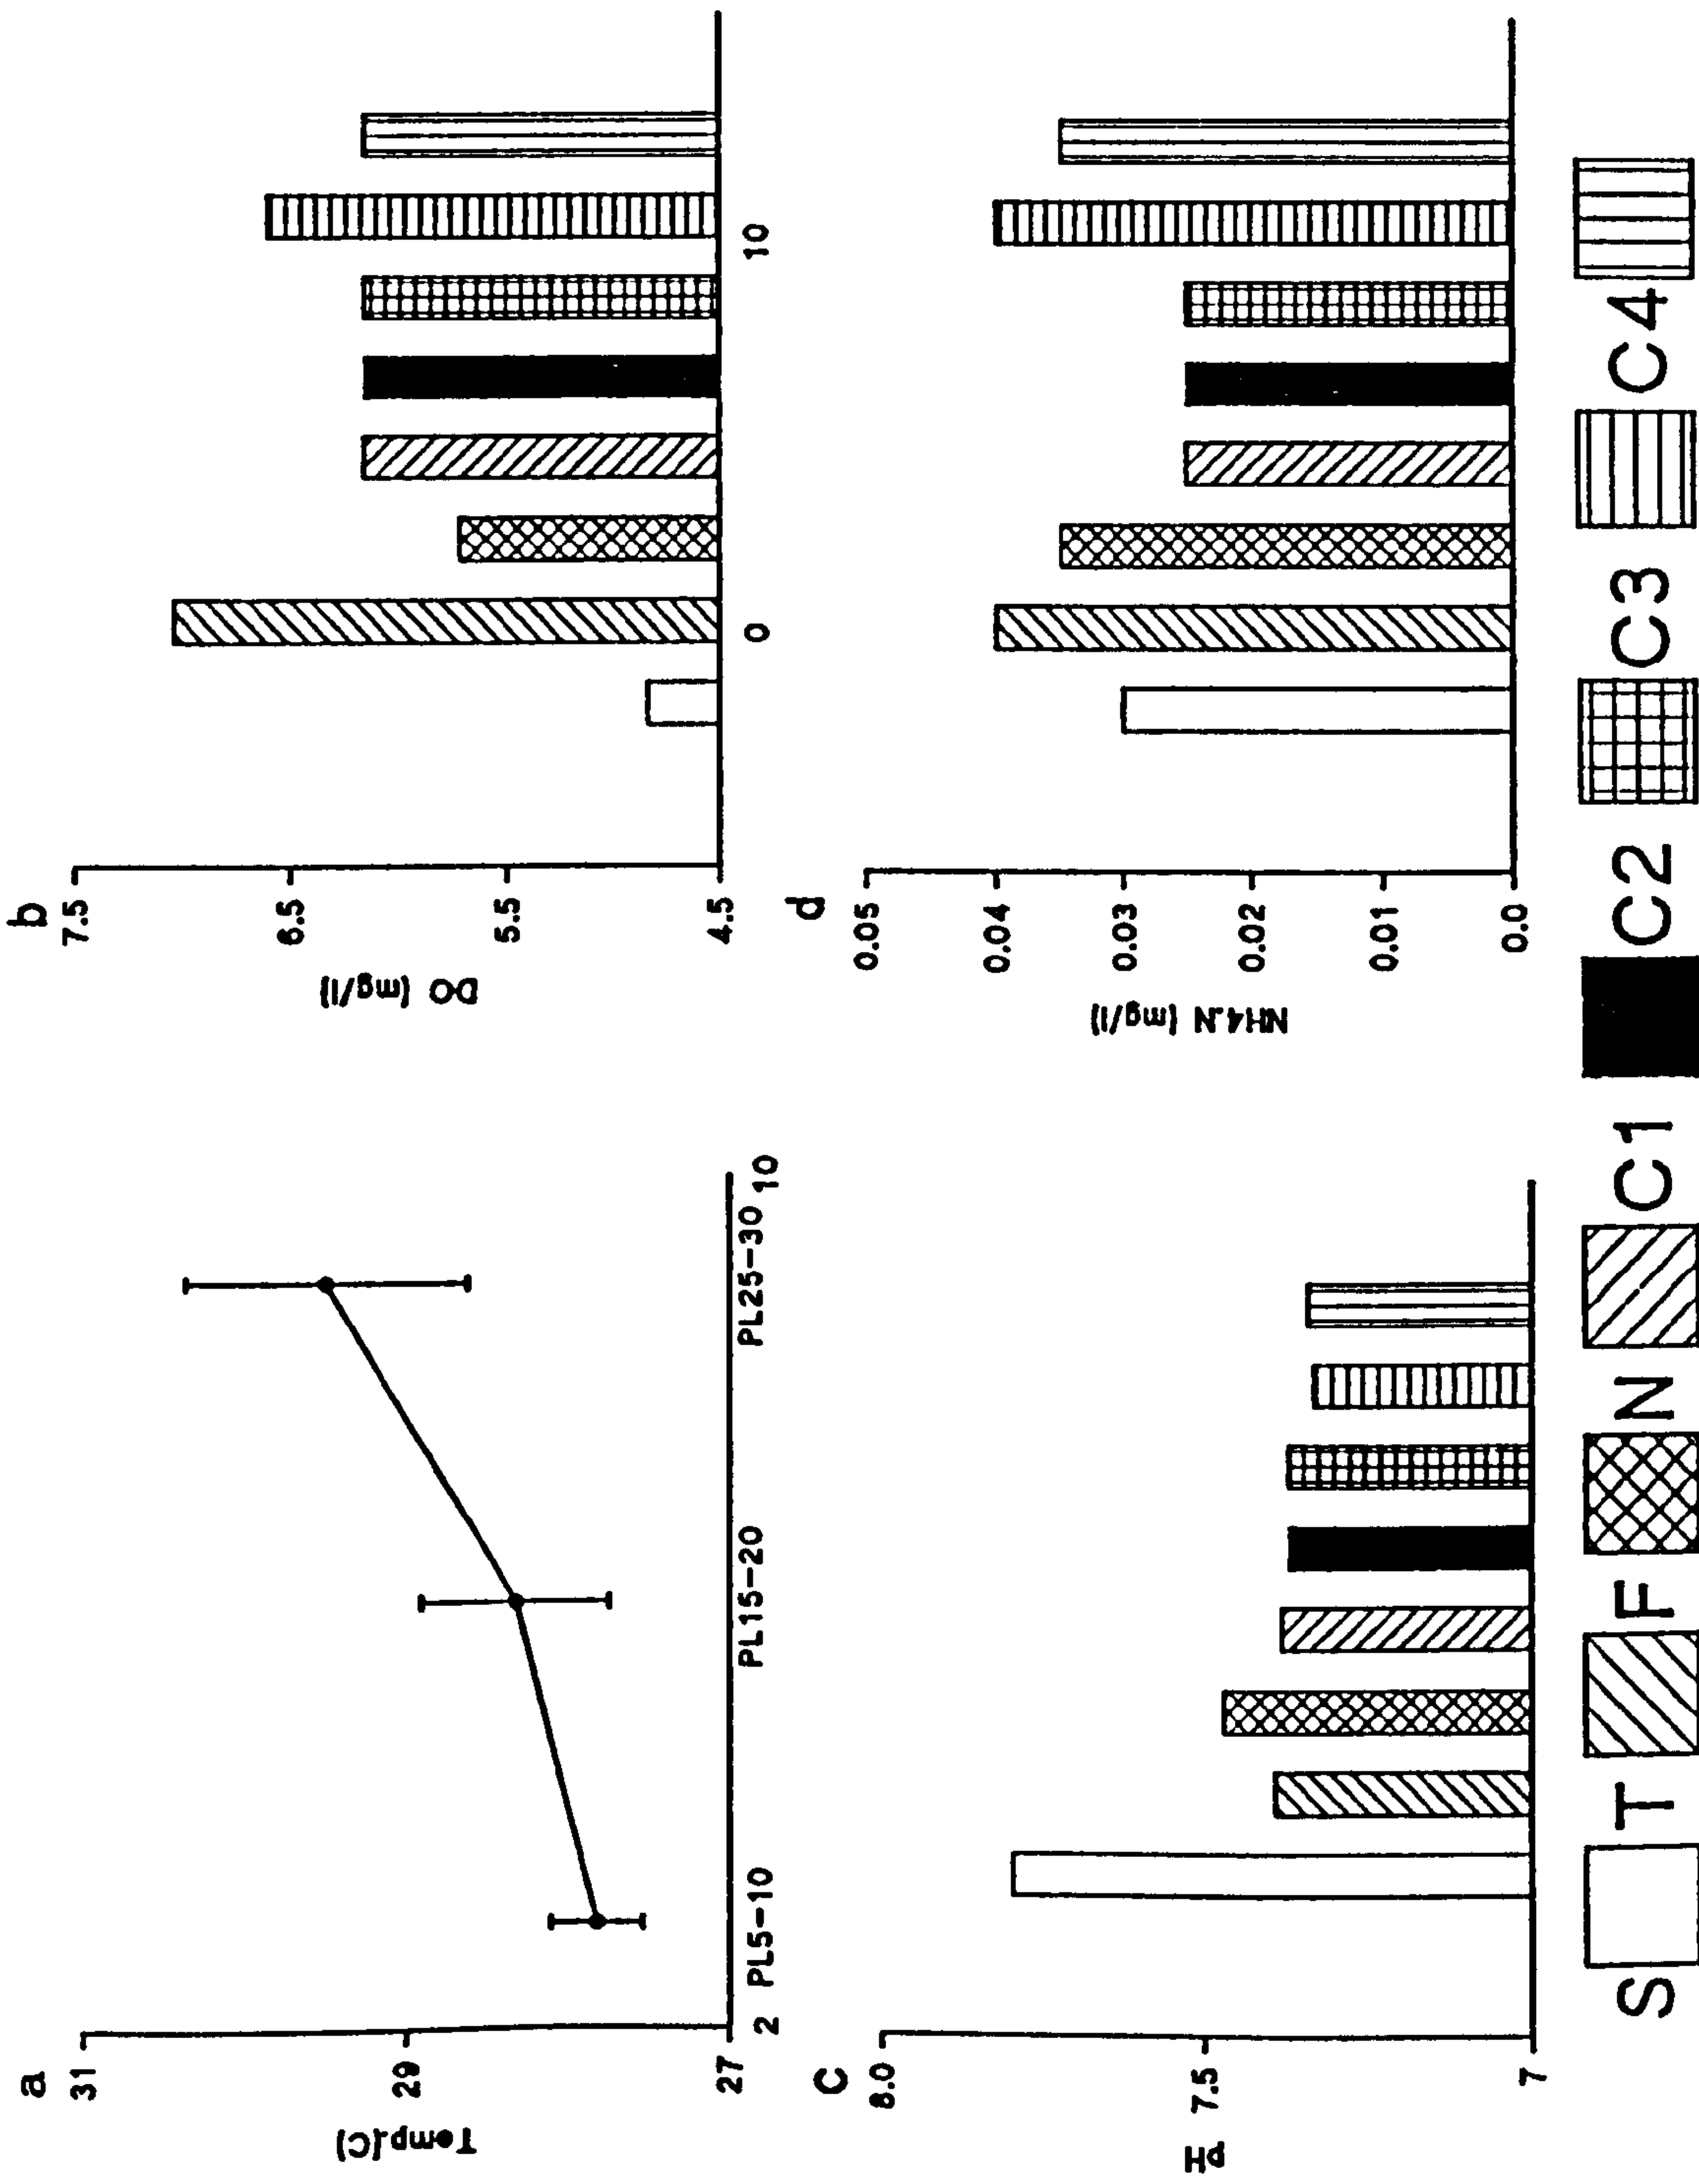 a
31
29
27
Temp.(C)
2 PL5-10 PL15-20 PL25-30 10
b
7.5
6.5
5.5
4.5
DO (mg/l)
0 10
c
8.0
7.5
7
pH
d
0.05
0.04
0.03
0.02
0.01
0.0
NH4.N (mg/l)
S T F N C1 C2 C3 C4